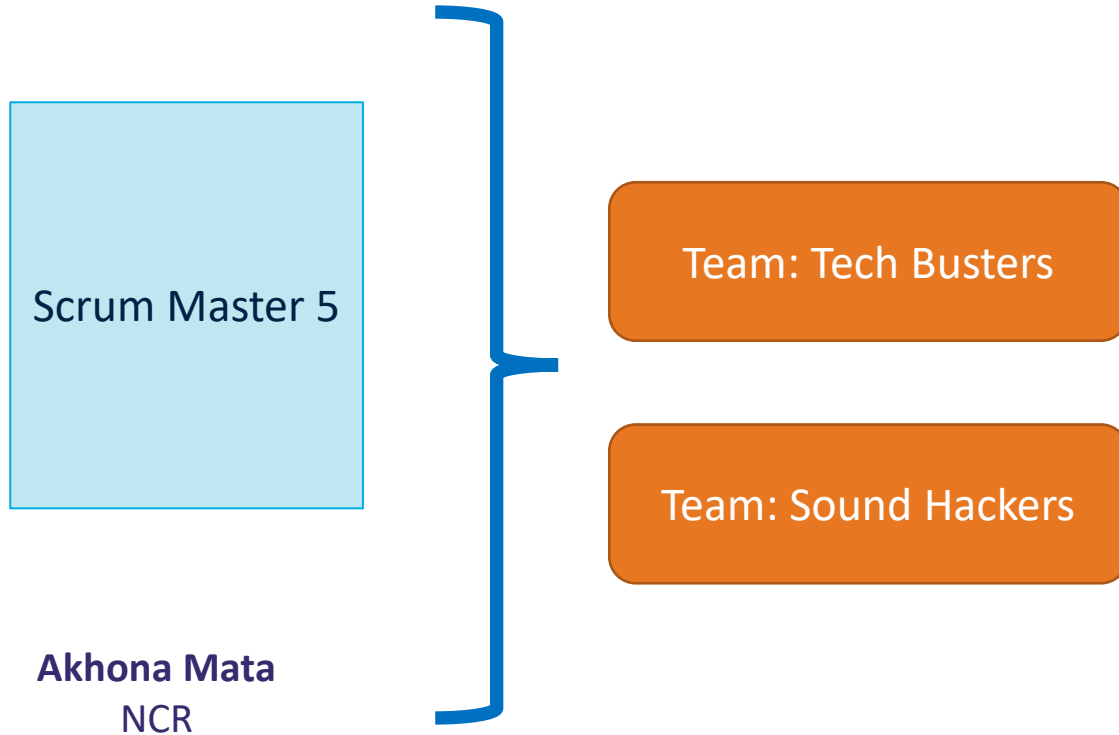 Scrum Master 5
Akhona Mata
NCR
Team: Tech Busters
Team: Sound Hackers